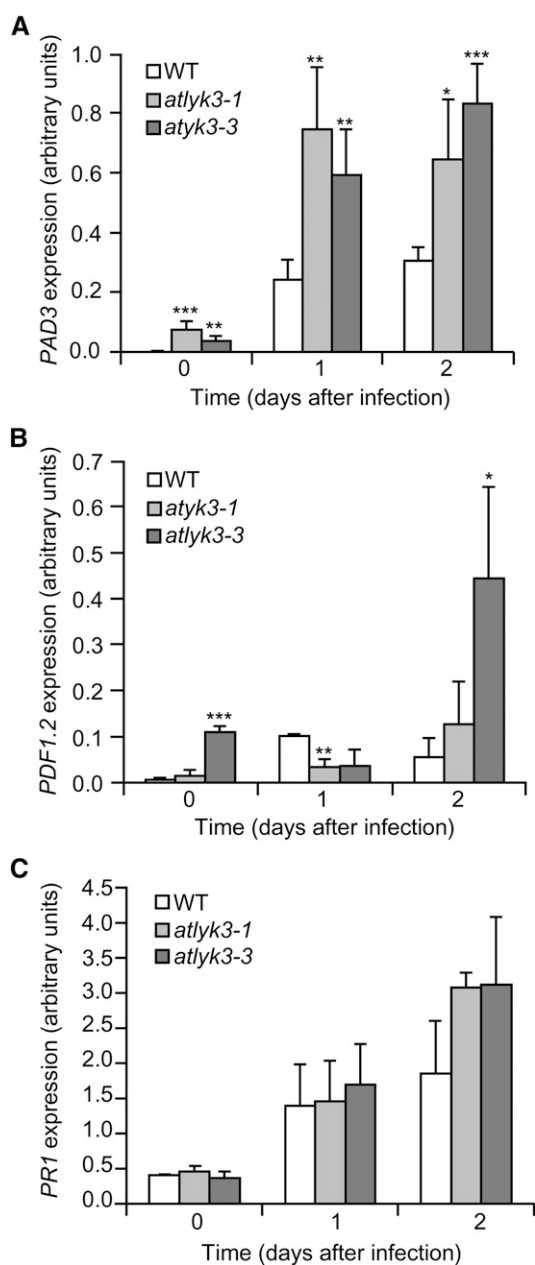 A
PAD3 expression (arbitrary units)
1.0
0.8
0.6
0.4
0.2
0.0
WT
atlyk3-1
atyk3-3
***
**
**
**
*
***
0
1
2
Time (days after infection)
B
PDF1.2 expression (arbitrary units)
0.7
0.6
0.5
0.4
0.3
0.2
0.1
0.0
WT
atyk3-1
atlyk3-3
***
**
*
0
1
2
Time (days after infection)
C
PR1 expression (arbitrary units)
4.5
4.0
3.5
3.0
2.5
2.0
1.5
1.0
0.5
0.0
WT
atlyk3-1
atlyk3-3
0
1
2
Time (days after infection)